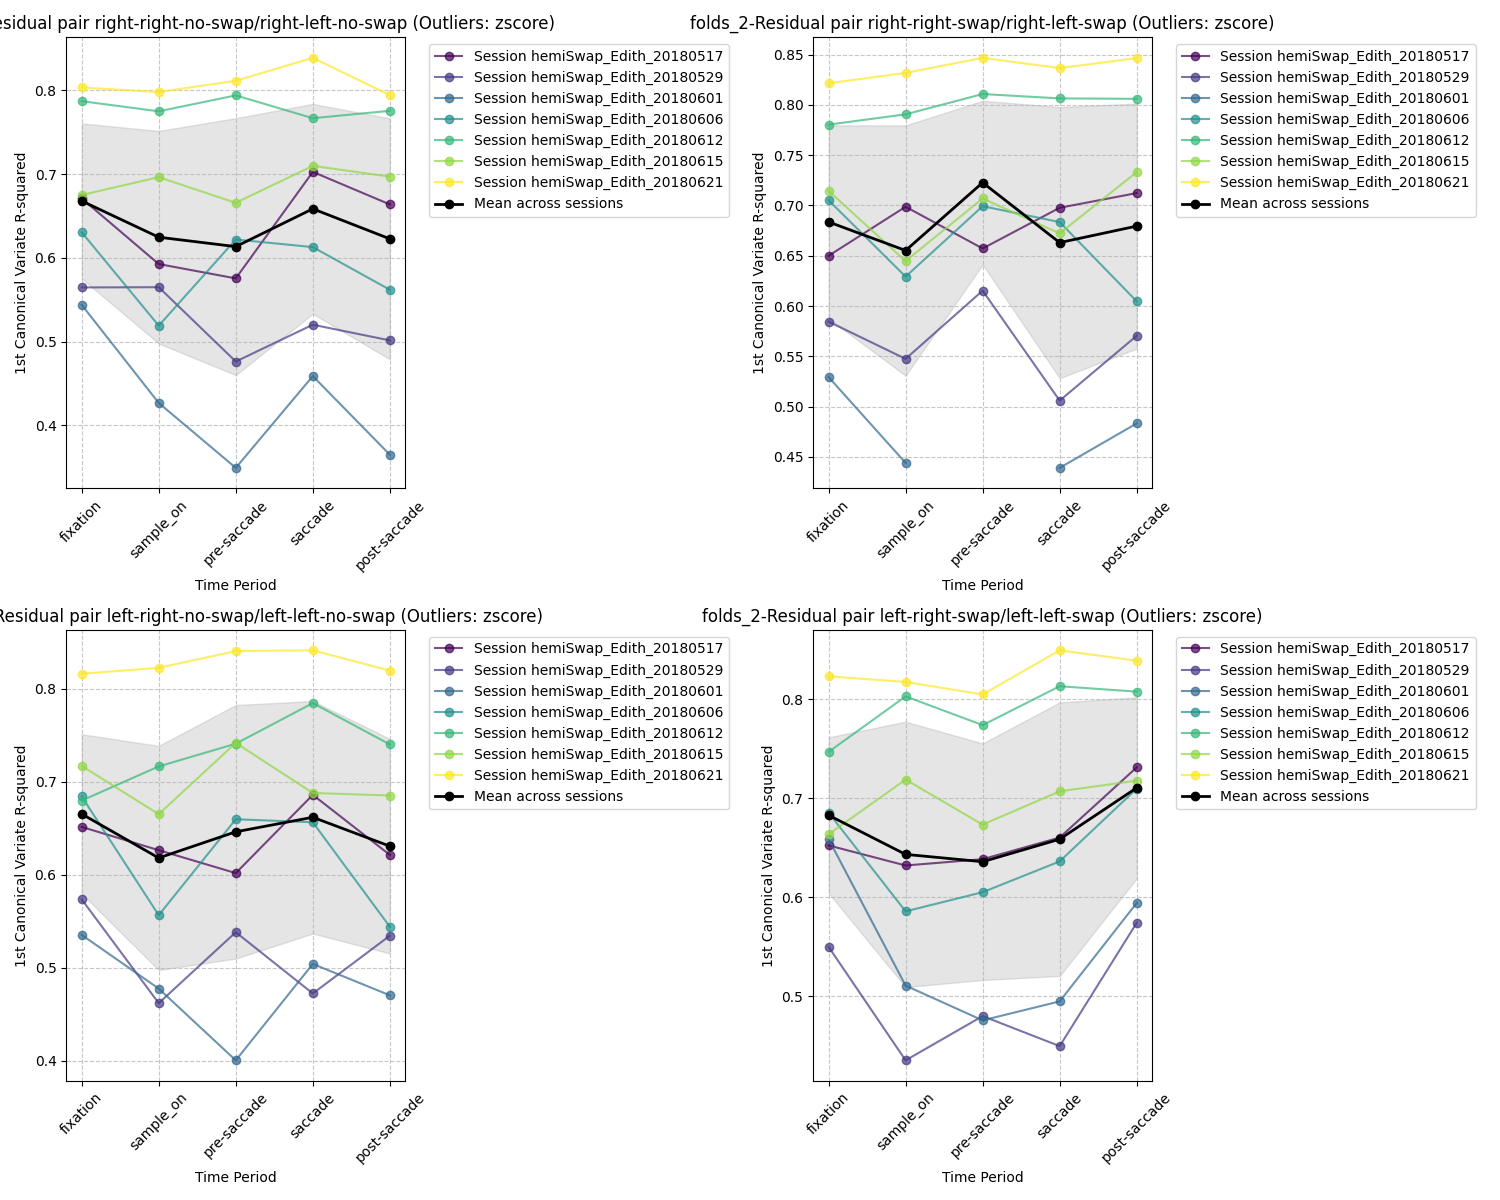 esidual pair right-right-no-swap/right-left-no-swap (Outliers: zscore)
0.8
0.7
0.6
0.5
0.4
1st Canonical Variate R-squared
fixation
sample_on
pre-saccade
saccade
post-saccade
Time Period
Session hemiSwap_Edith_20180517
Session hemiSwap_Edith_20180529
Session hemiSwap_Edith_20180601
Session hemiSwap_Edith_20180606
Session hemiSwap_Edith_20180612
Session hemiSwap_Edith_20180615
Session hemiSwap_Edith_20180621
Mean across sessions
folds_2-Residual pair right-right-swap/right-left-swap (Outliers: zscore)
0.85
0.80
0.75
0.70
0.65
0.60
0.55
0.50
0.45
1st Canonical Variate R-squared
fixation
sample_on
pre-saccade
saccade
post-saccade
Time Period
Session hemiSwap_Edith_20180517
Session hemiSwap_Edith_20180529
Session hemiSwap_Edith_20180601
Session hemiSwap_Edith_20180606
Session hemiSwap_Edith_20180612
Session hemiSwap_Edith_20180615
Session hemiSwap_Edith_20180621
Mean across sessions
Residual pair left-right-no-swap/left-left-no-swap (Outliers: zscore)
0.8
0.7
0.6
0.5
0.4
1st Canonical Variate R-squared
fixation
sample_on
pre-saccade
saccade
post-saccade
Time Period
Session hemiSwap_Edith_20180517
Session hemiSwap_Edith_20180529
Session hemiSwap_Edith_20180601
Session hemiSwap_Edith_20180606
Session hemiSwap_Edith_20180612
Session hemiSwap_Edith_20180615
Session hemiSwap_Edith_20180621
Mean across sessions
folds_2-Residual pair left-right-swap/left-left-swap (Outliers: zscore)
0.8
0.7
0.6
0.5
1st Canonical Variate R-squared
fixation
sample_on
pre-saccade
saccade
post-saccade
Time Period
Session hemiSwap_Edith_20180517
Session hemiSwap_Edith_20180529
Session hemiSwap_Edith_20180601
Session hemiSwap_Edith_20180606
Session hemiSwap_Edith_20180612
Session hemiSwap_Edith_20180615
Session hemiSwap_Edith_20180621
Mean across sessions